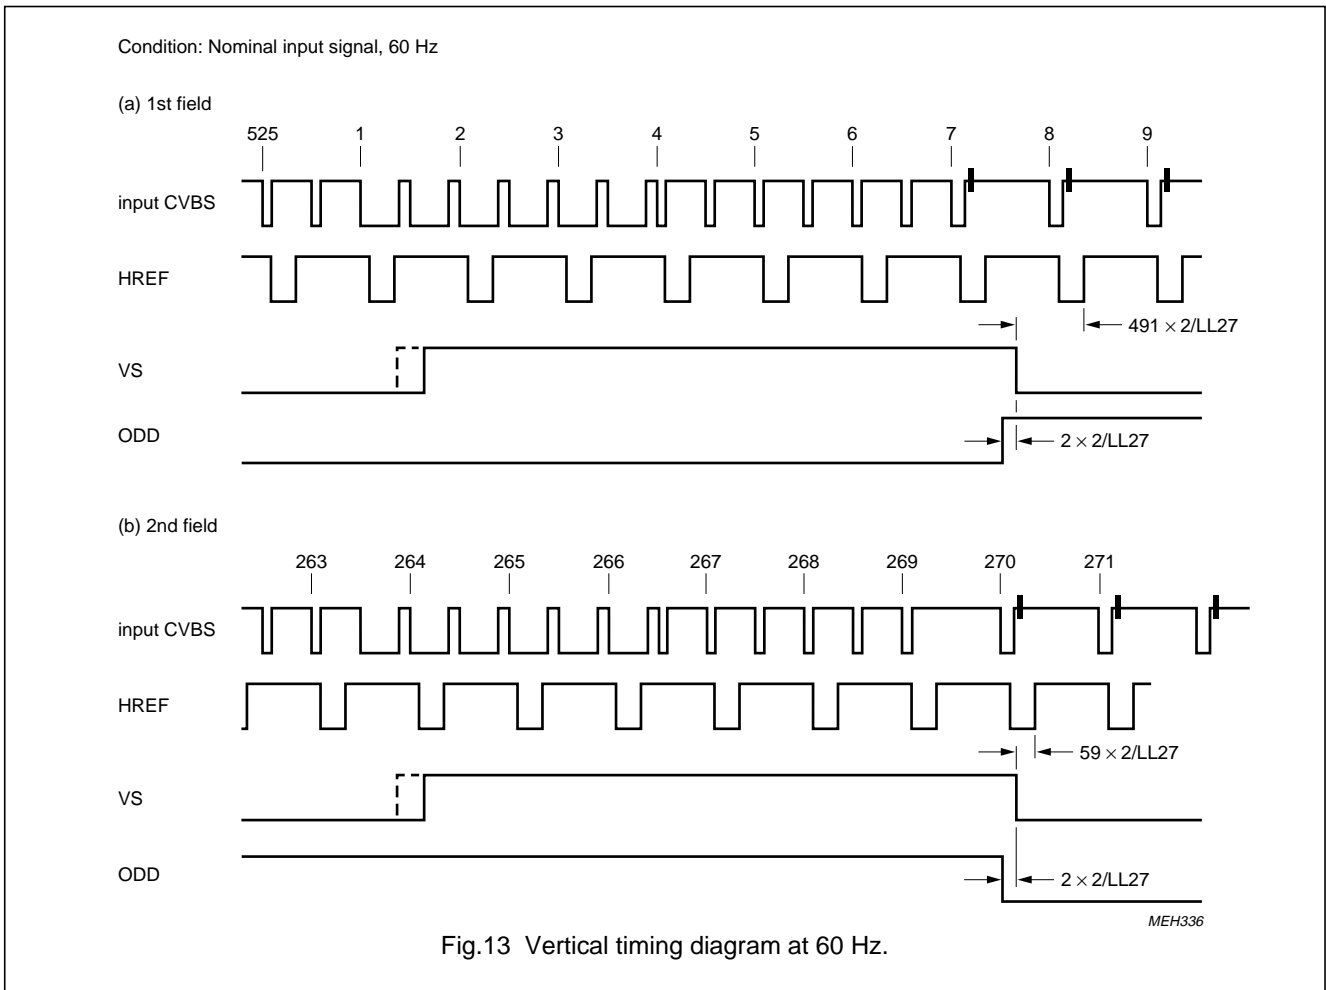 Condition: Nominal input signal, 60 Hz
(a) 1st field
525 1 2 3 4 5 6 7 8 9
input CVBS
HREF
491 × 2/LL27
VS
ODD
2 × 2/LL27
(b) 2nd field
263 264 265 266 267 268 269 270 271
input CVBS
HREF
59 × 2/LL27
VS
ODD
2 × 2/LL27
MEH336
Fig.13 Vertical timing diagram at 60 Hz.